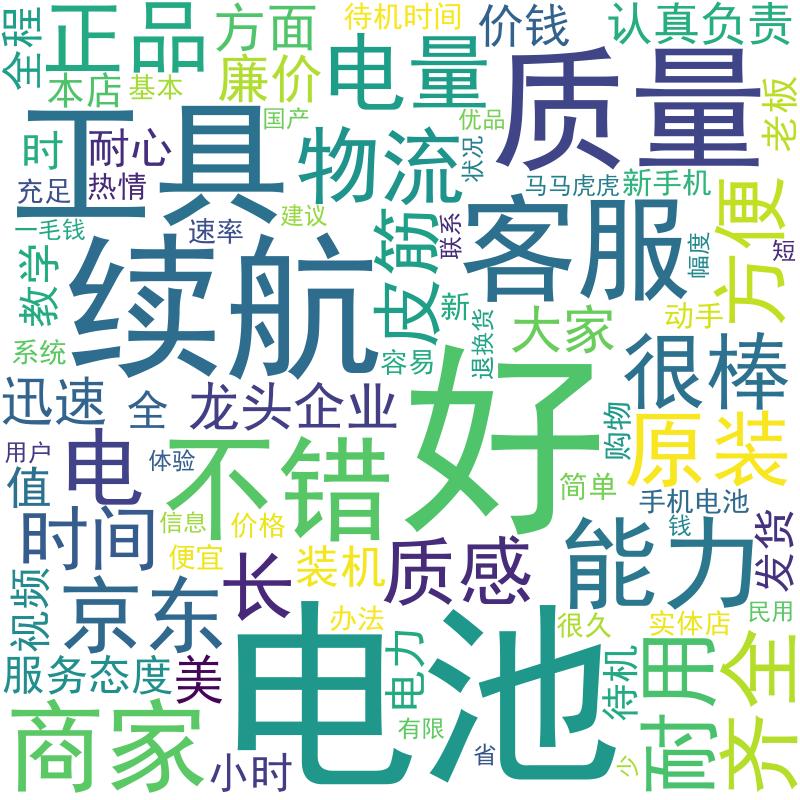 全程
正品
方面
待机时间
价钱
认真负责
本店
基本
廉价
电量
质量
老板
工具
国产
优品
时
耐心
物流
状况
充足
热情
马马虎虎
新手机
一毛钱
速率
建议
皮筋
联系
客服
方便
幅度
短
教学
续航
新
退换货
大家
动手
系统
容易
好
很棒
迅速
全
龙头企业
购物
原装
用户
电
体验
不错
值
简单
手机电池
时间
信息
价格
钱
发货
便宜
长
装机
质感
能力
视频
京东
办法
很久
实体店
民用
服务态度
美
电池
电力
待机
耐用
齐全
商家
小时
有限
省
少